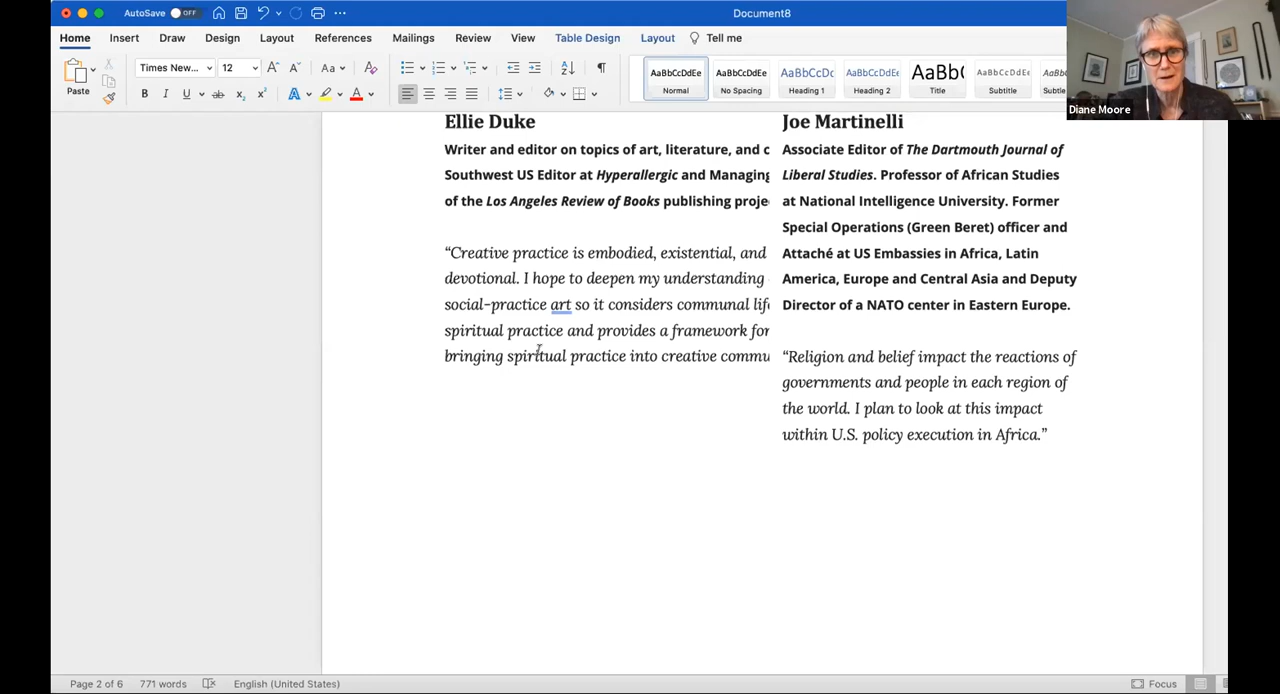 AutoSave OFF
Document8
Home Insert Draw Design Layout References Mailings Review View Table Design Layout Tell me
Paste
Times New... 12
AaBbCcDdEe Normal
AaBbCcDdEe No Spacing
AaBbCcDc Heading 1
AaBbCcDdEe Heading 2
AaBb( Title
AaBbCcDdEe Subtitle
Diane Moore
Ellie Duke
Writer and editor on topics of art, literature, and c
Southwest US Editor at Hyperallergic and Managing
of the Los Angeles Review of Books publishing proje
“Creative practice is embodied, existential, and
devotional. I hope to deepen my understanding
social-practice art so it considers communal life
spiritual practice and provides a framework for
bringing spiritual practice into creative commu
Joe Martinelli
Associate Editor of The Dartmouth Journal of
Liberal Studies. Professor of African Studies
at National Intelligence University. Former
Special Operations (Green Beret) officer and
Attaché at US Embassies in Africa, Latin
America, Europe and Central Asia and Deputy
Director of a NATO center in Eastern Europe.
“Religion and belief impact the reactions of
governments and people in each region of
the world. I plan to look at this impact
within U.S. policy execution in Africa.”
Page 2 of 6 771 words English (United States) Focus